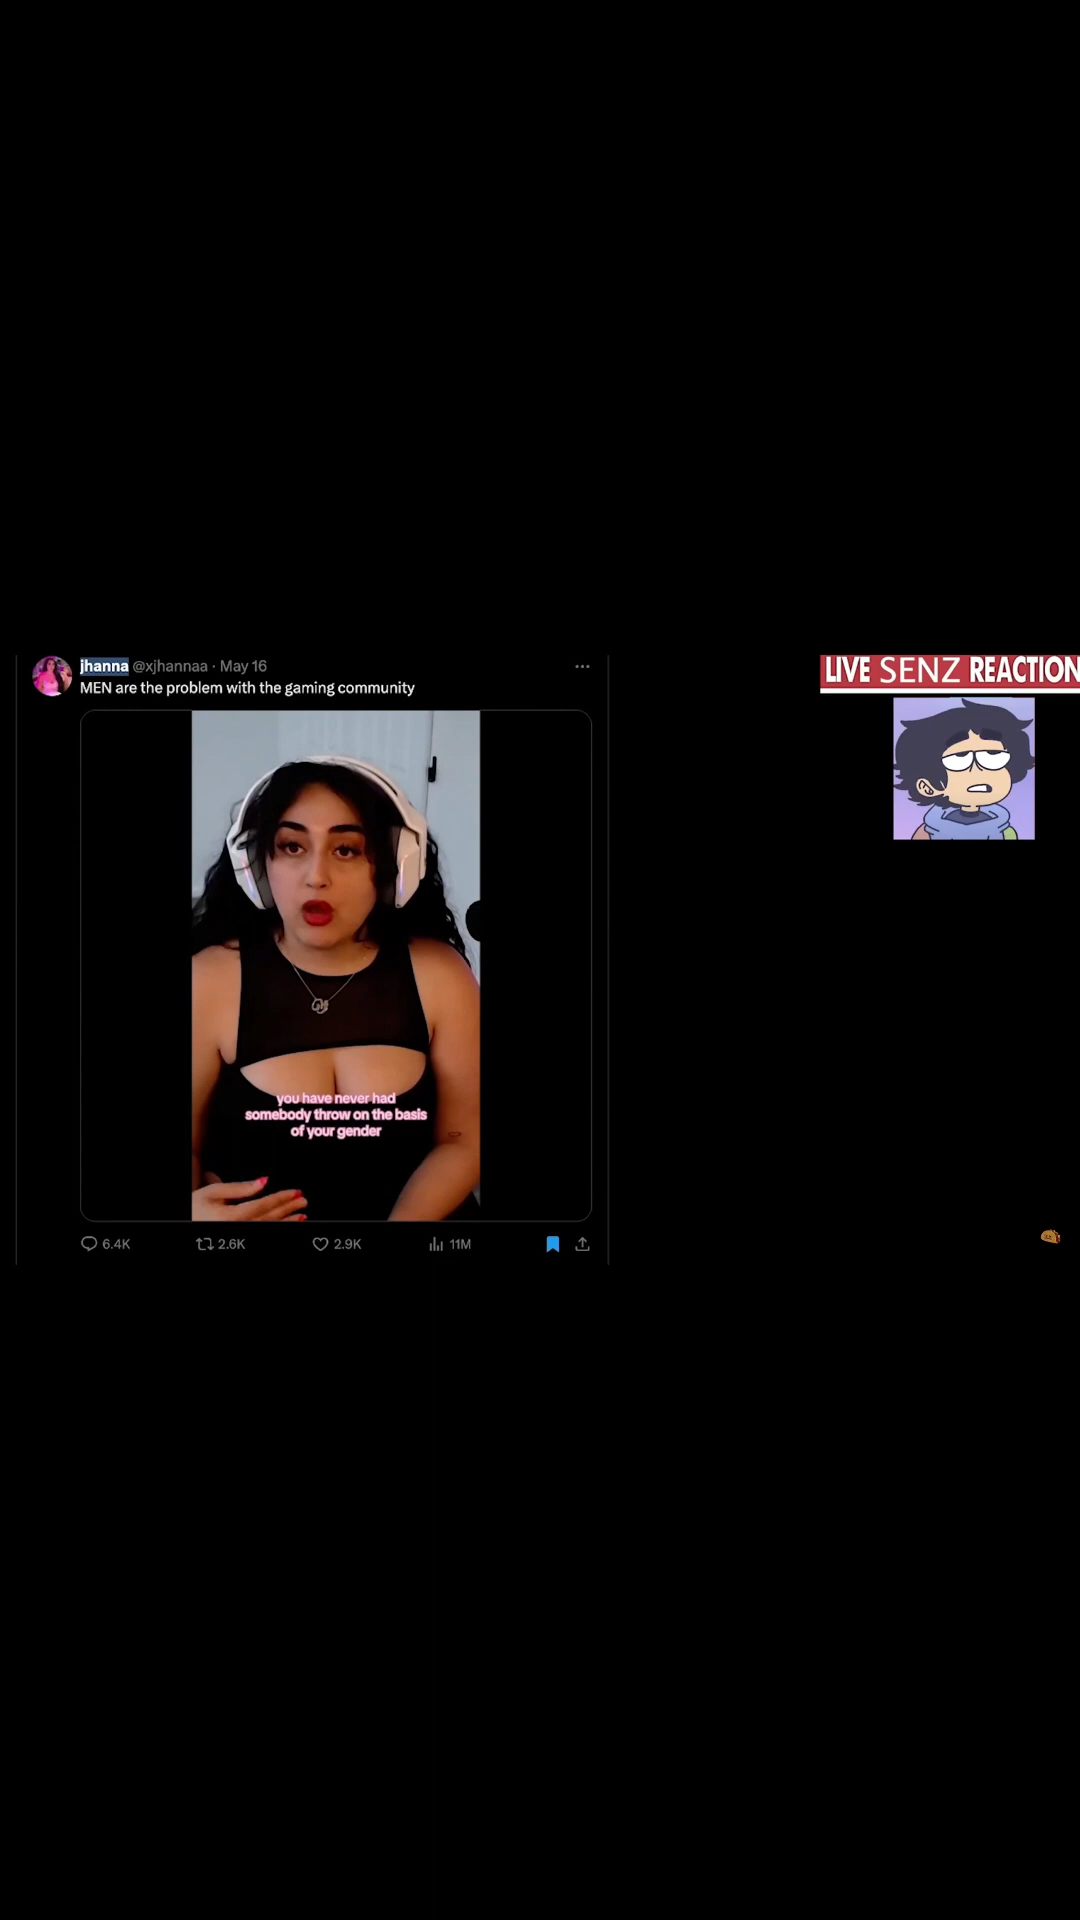 jhanna @xjhannaa · May 16
MEN are the problem with the gaming community
you have never had
somebody throw on the basis
of your gender
6.4K 2.6K 2.9K 11M
LIVE SENZ REACTION